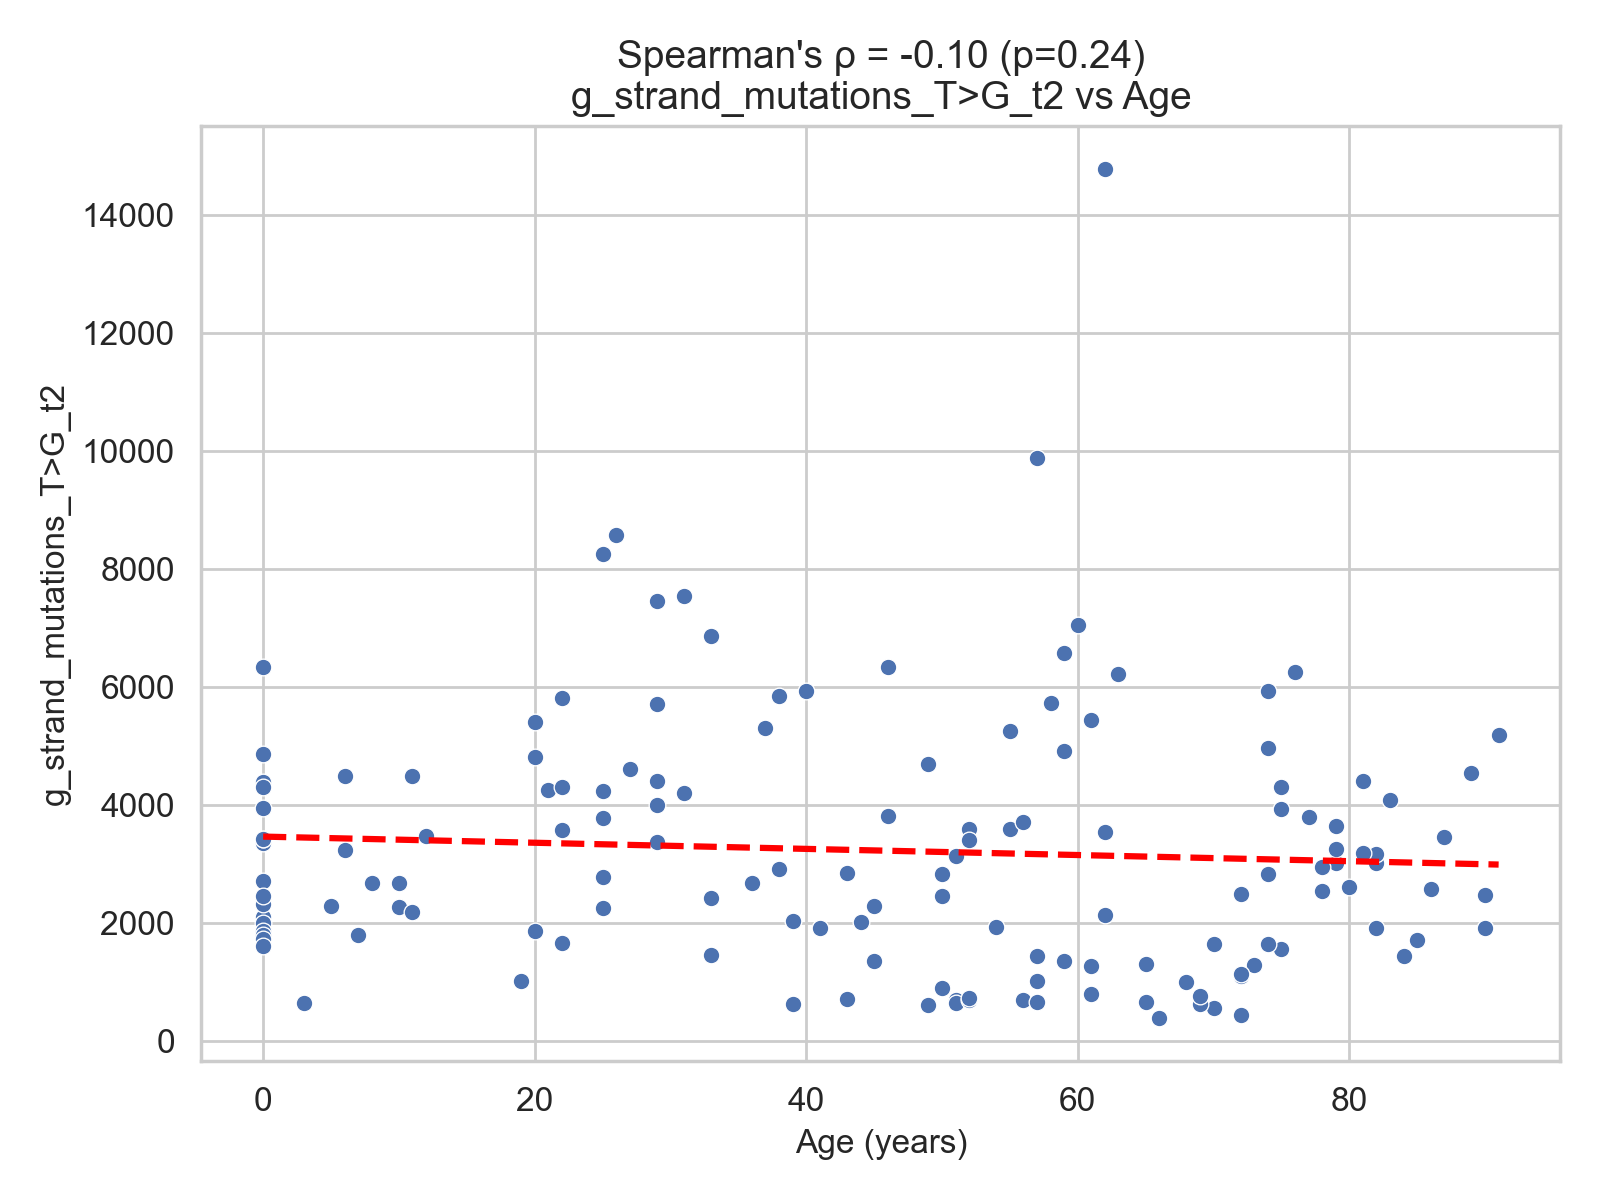 Spearman's ρ = -0.10 (p=0.24)
g_strand_mutations_T>G_t2 vs Age
14000
12000
10000
8000
6000
4000
2000
0
g_strand_mutations_T>G_t2
0 20 40 60 80
Age (years)